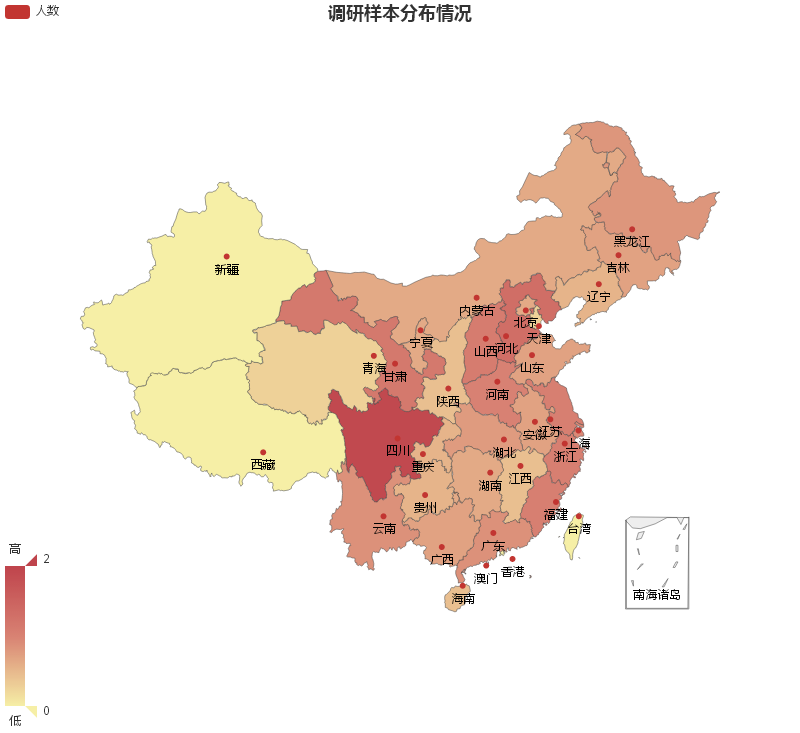 人数
调研样本分布情况
黑龙江
吉林
新疆
辽宁
内蒙古
北京
天津
宁夏
山西
河北
青海
甘肃
山东
陕西
河南
安徽
江苏
上海
四川
湖北
浙江
西藏
重庆
湖南
江西
贵州
福建
云南
台湾
广西
广东
澳门
香港
海南
南海诸岛
高
2
0
低